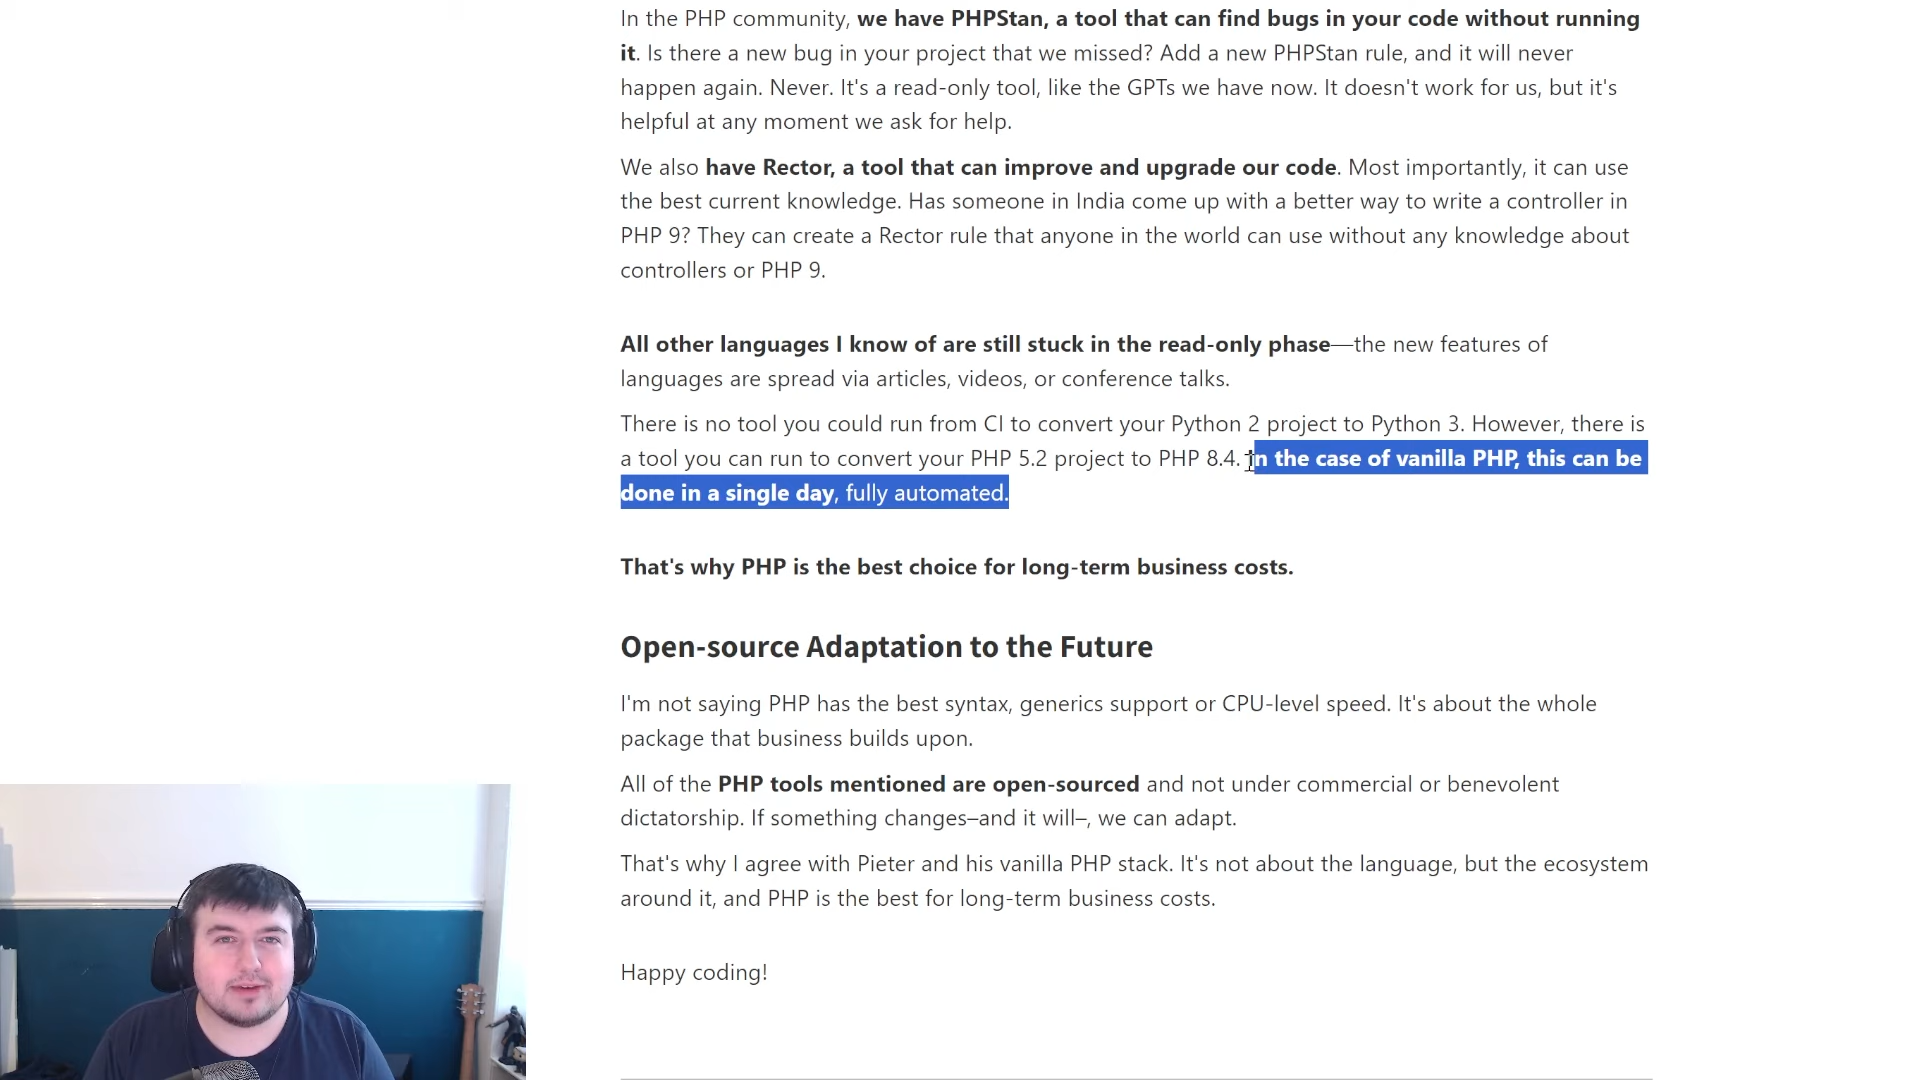 In the PHP community, we have PHPStan, a tool that can find bugs in your code without running
it. Is there a new bug in your project that we missed? Add a new PHPStan rule, and it will never
happen again. Never. It's a read-only tool, like the GPTs we have now. It doesn't work for us, but it's
helpful at any moment we ask for help.
We also have Rector, a tool that can improve and upgrade our code. Most importantly, it can use
the best current knowledge. Has someone in India come up with a better way to write a controller in
PHP 9? They can create a Rector rule that anyone in the world can use without any knowledge about
controllers or PHP 9.
All other languages I know of are still stuck in the read-only phase—the new features of
languages are spread via articles, videos, or conference talks.
There is no tool you could run from CI to convert your Python 2 project to Python 3. However, there is
a tool you can run to convert your PHP 5.2 project to PHP 8.4. In the case of vanilla PHP, this can be
done in a single day, fully automated.
That's why PHP is the best choice for long-term business costs.
Open-source Adaptation to the Future
I'm not saying PHP has the best syntax, generics support or CPU-level speed. It's about the whole
package that business builds upon.
All of the PHP tools mentioned are open-sourced and not under commercial or benevolent
dictatorship. If something changes–and it will–, we can adapt.
That's why I agree with Pieter and his vanilla PHP stack. It's not about the language, but the ecosystem
around it, and PHP is the best for long-term business costs.
Happy coding!